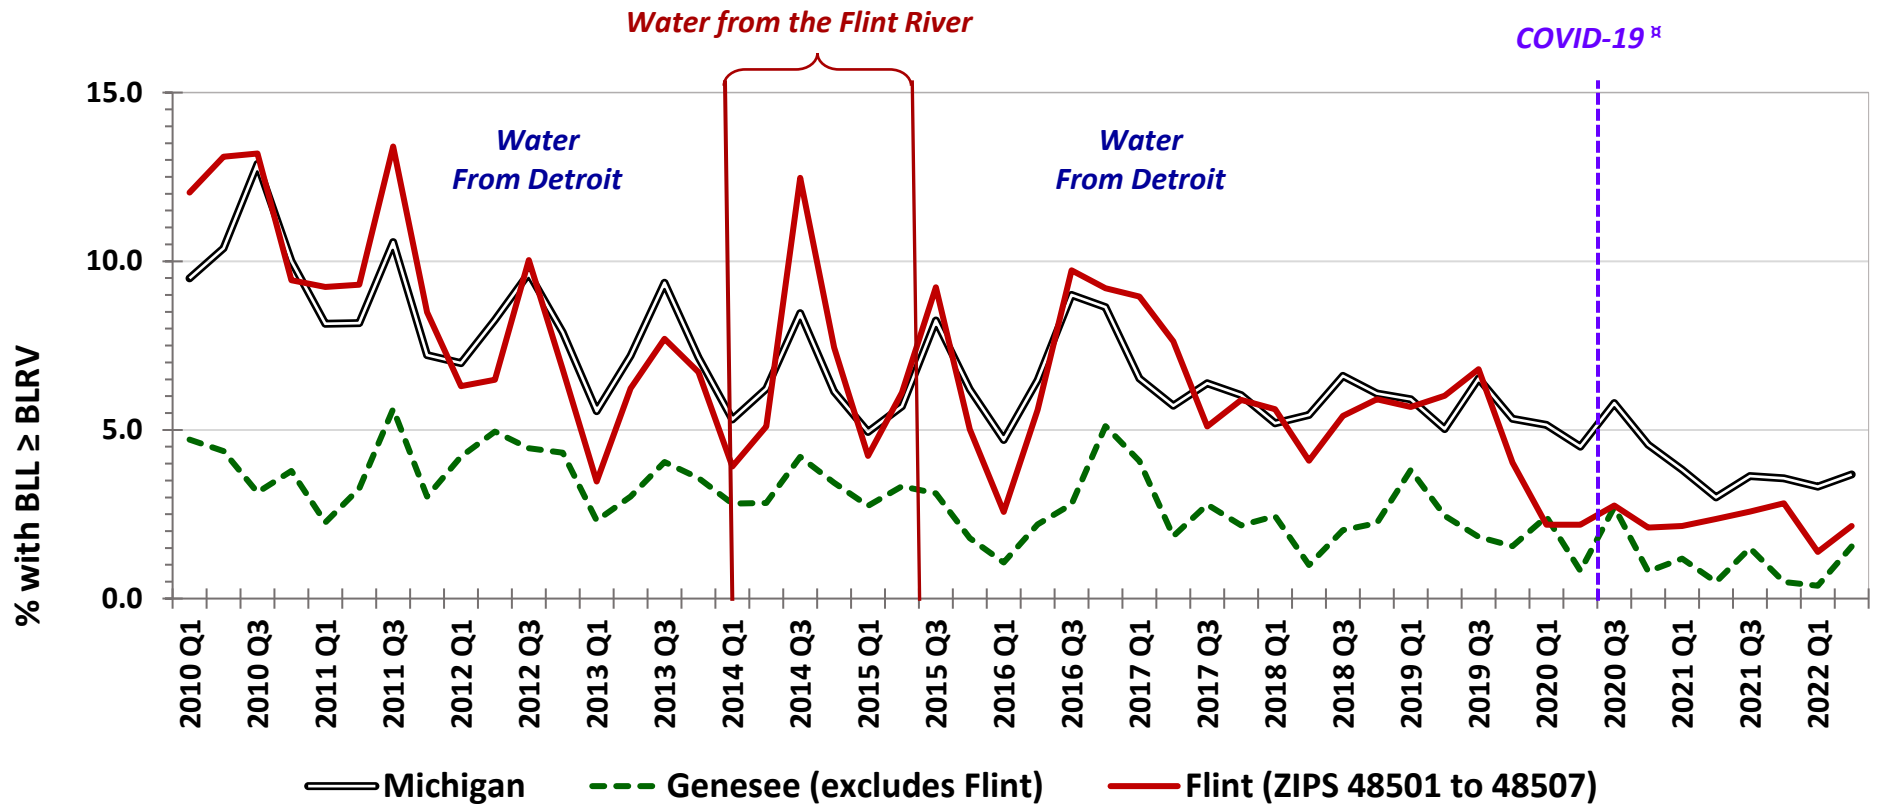 Water from the Flint River
COVID-19 ¤
Water
From Detroit
Water
From Detroit
% with BLL ≥ BLRV
15.0
10.0
5.0
0.0
2010 Q1
2010 Q3
2011 Q1
2011 Q3
2012 Q1
2012 Q3
2013 Q1
2013 Q3
2014 Q1
2014 Q3
2015 Q1
2015 Q3
2016 Q1
2016 Q3
2017 Q1
2017 Q3
2018 Q1
2018 Q3
2019 Q1
2019 Q3
2020 Q1
2020 Q3
2021 Q1
2021 Q3
2022 Q1
Michigan
Genesee (excludes Flint)
Flint (ZIPS 48501 to 48507)